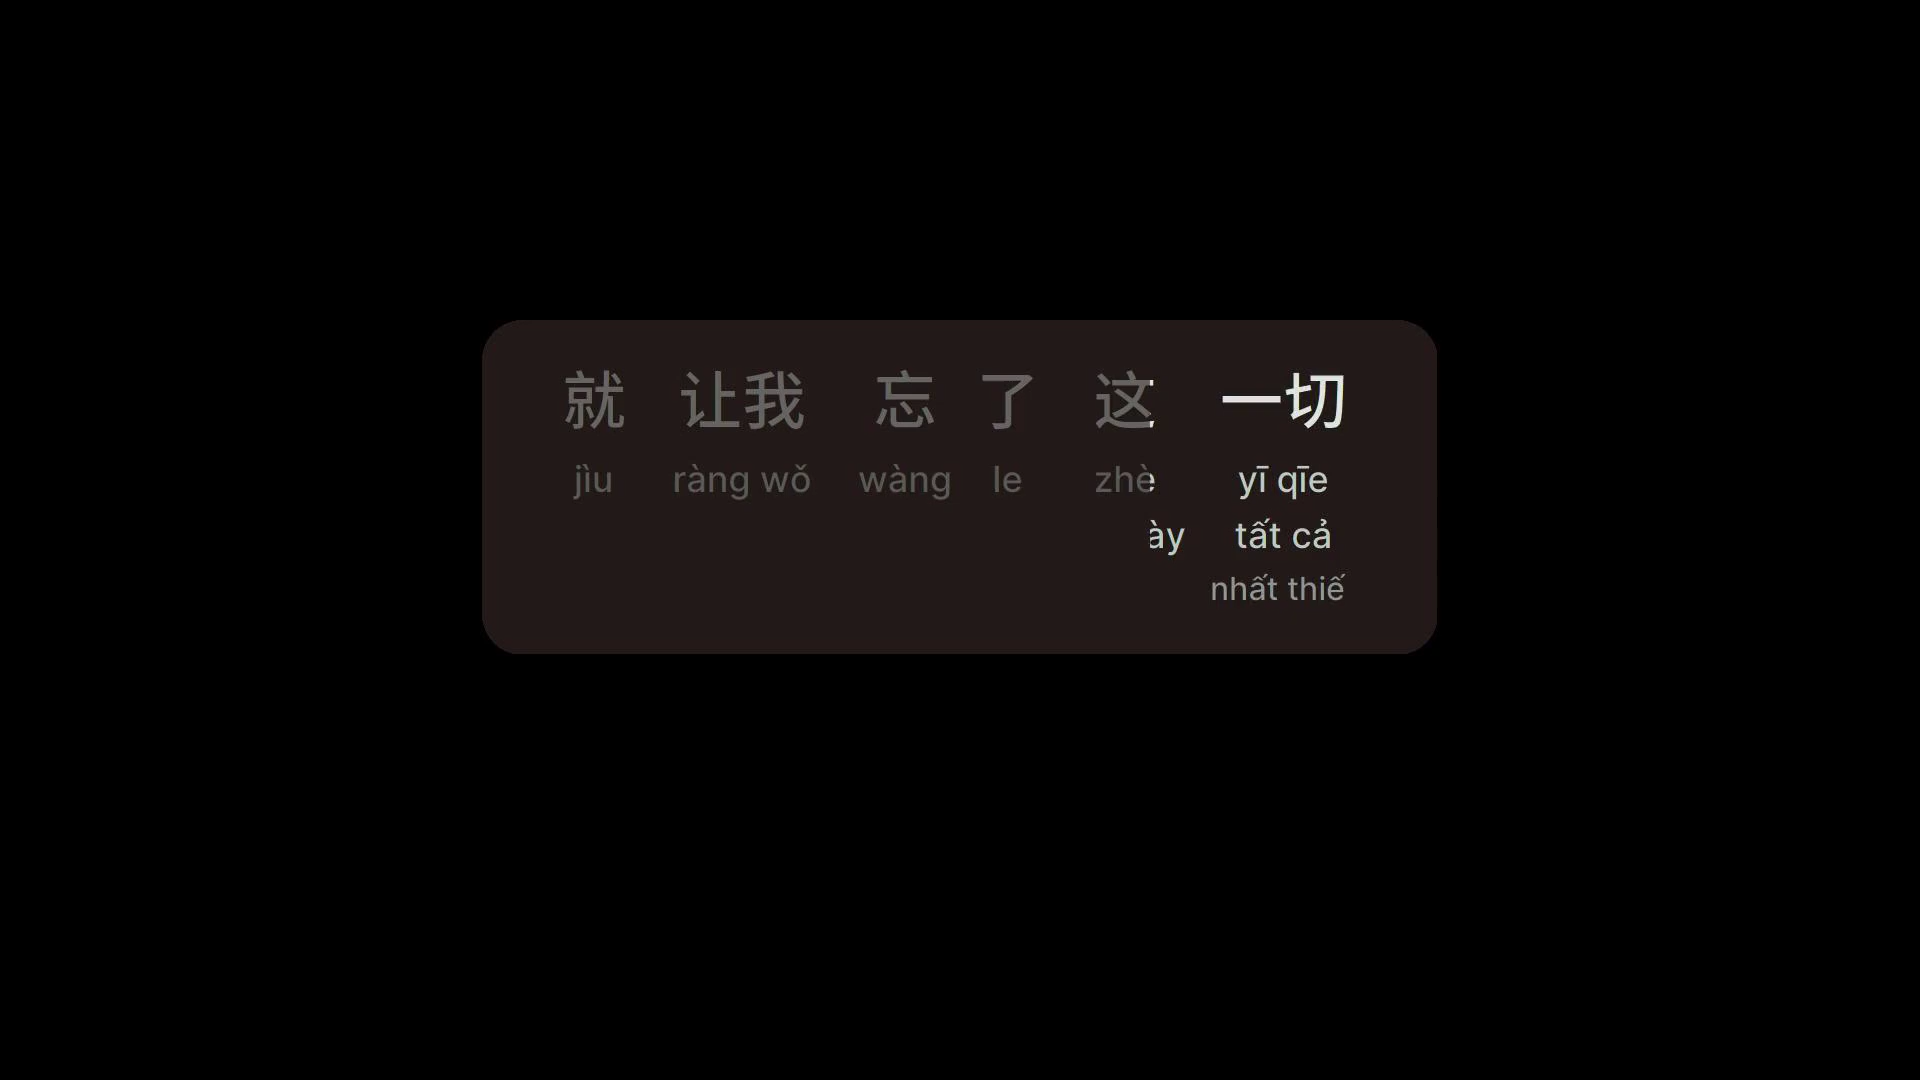 就 让我 忘 了 这 一切
jìu ràng wǒ wàng le zhè yī qīe
ày tất cả
nhất thiế